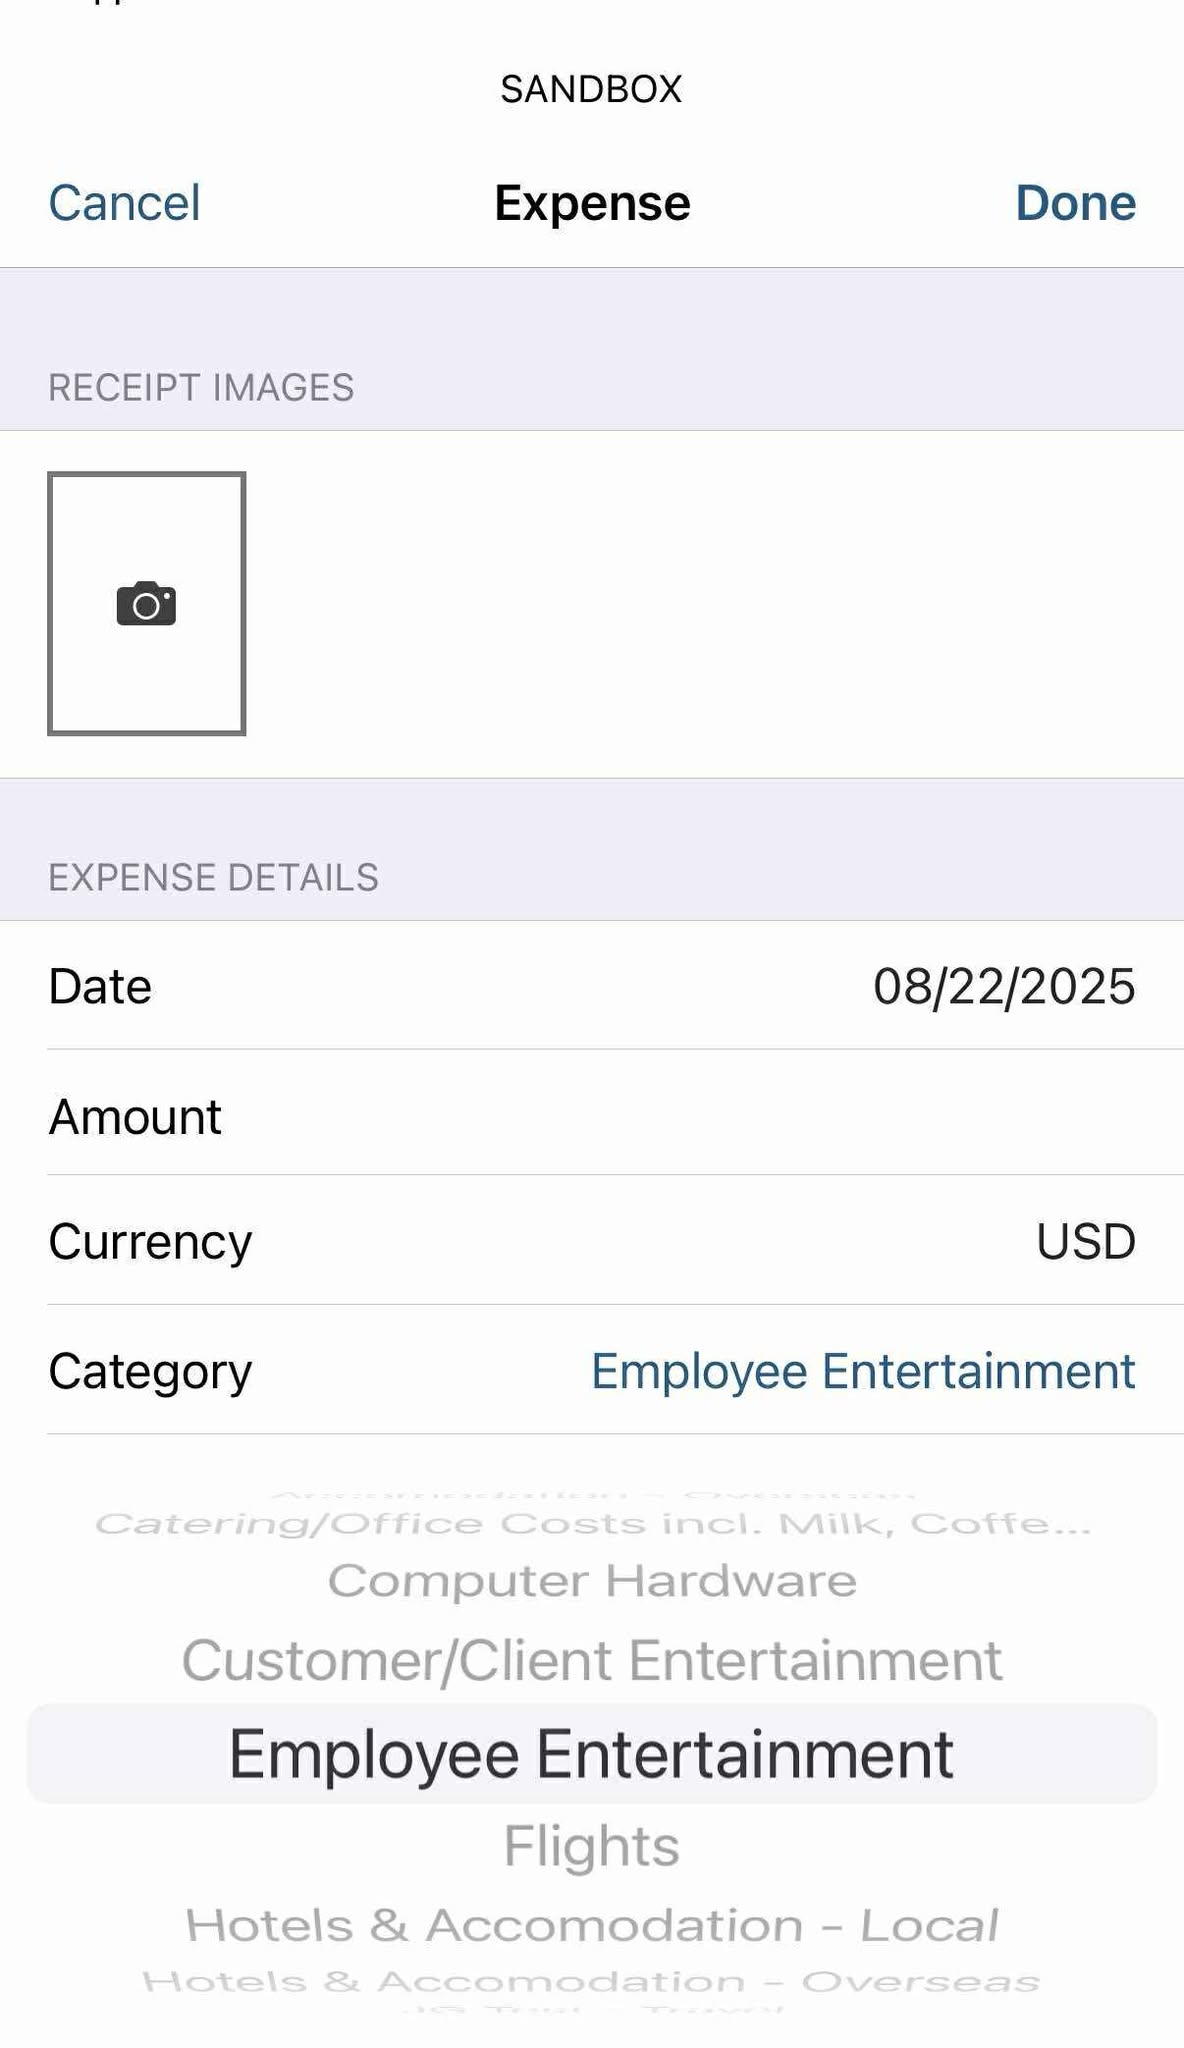 SANDBOX
Cancel Expense Done
RECEIPT IMAGES
EXPENSE DETAILS
Date 08/22/2025
Amount
Currency USD
Category Employee Entertainment
Catering/Office Costs incl. Milk, Coffe...
Computer Hardware
Customer/Client Entertainment
Employee Entertainment
Flights
Hotels & Accomodation - Local
Hotels & Accomodation - Overseas